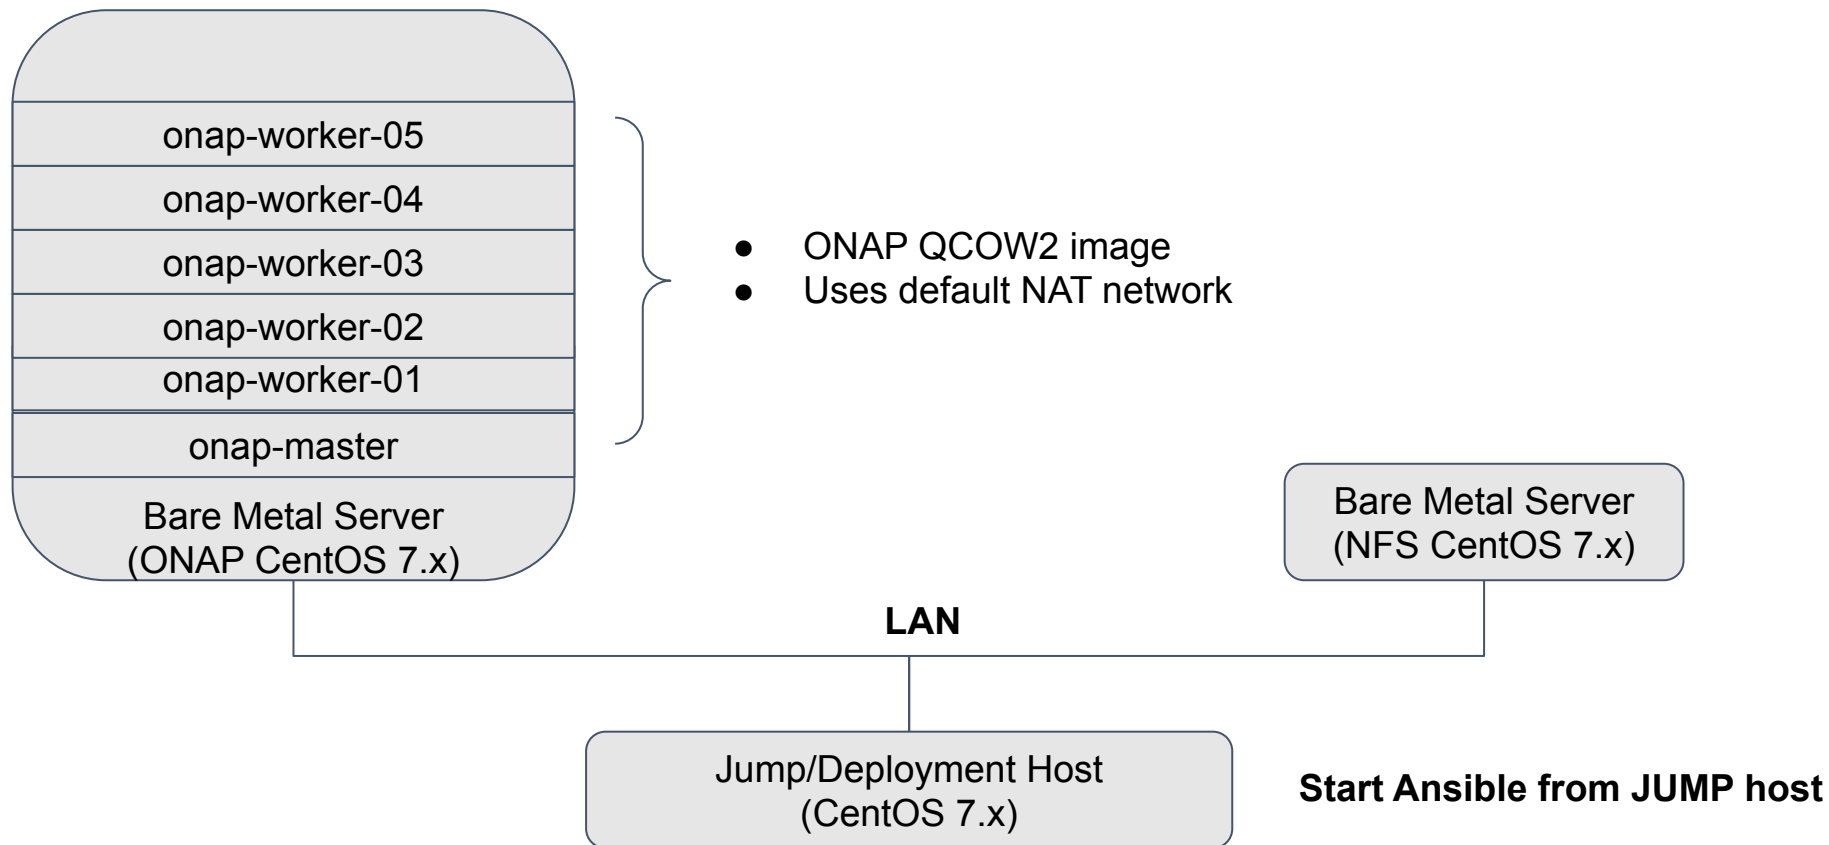 onap-worker-05
onap-worker-04
onap-worker-03
onap-worker-02
onap-worker-01
onap-master
Bare Metal Server
(ONAP CentOS 7.x)
● ONAP QCOW2 image
● Uses default NAT network
Bare Metal Server
(NFS CentOS 7.x)
LAN
Jump/Deployment Host
(CentOS 7.x)
Start Ansible from JUMP host